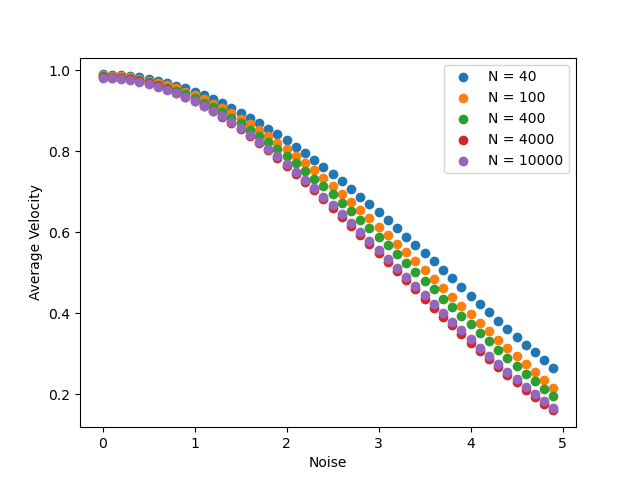 N = 40
N = 100
N = 400
N = 4000
N = 10000
Average Velocity
1.0
0.8
0.6
0.4
0.2
0 1 2 3 4 5
Noise